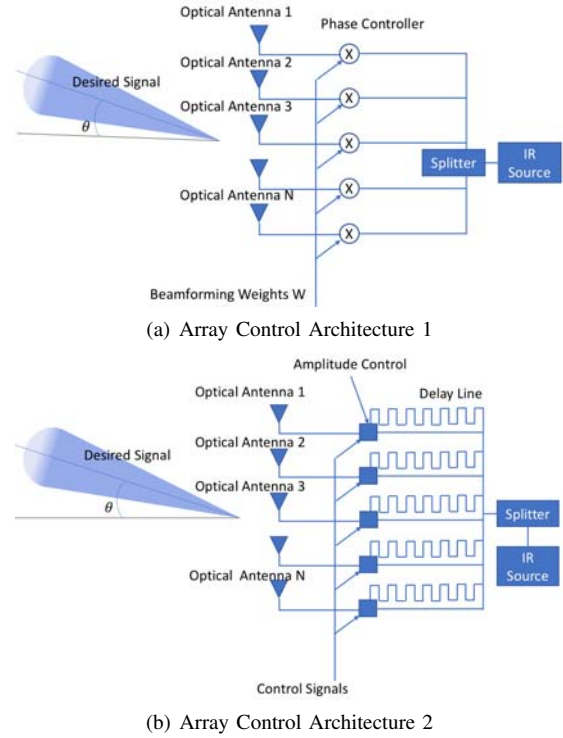 Optical Antenna 1
Phase Controller
Optical Antenna 2
Desired Signal
Optical Antenna 3
θ
X
X
X
X
X
Splitter
IR
Source
Optical Antenna N
Beamforming Weights W
(a) Array Control Architecture 1
Amplitude Control
Optical Antenna 1
Delay Line
Optical Antenna 2
Desired Signal
Optical Antenna 3
θ
Splitter
IR
Source
Optical Antenna N
Control Signals
(b) Array Control Architecture 2